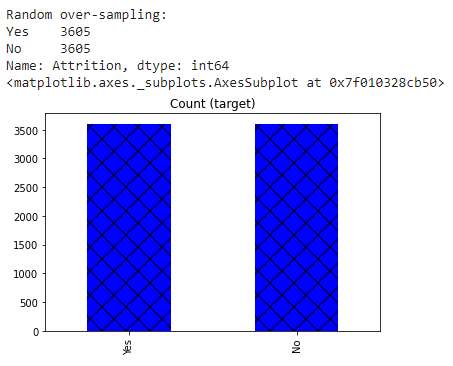 Random over-sampling:
Yes    3605
No     3605
Name: Attrition, dtype: int64
<matplotlib.axes._subplots.AxesSubplot at 0x7f010328cb50>
Count (target)
3500
3000
2500
2000
1500
1000
500
0
Yes
No